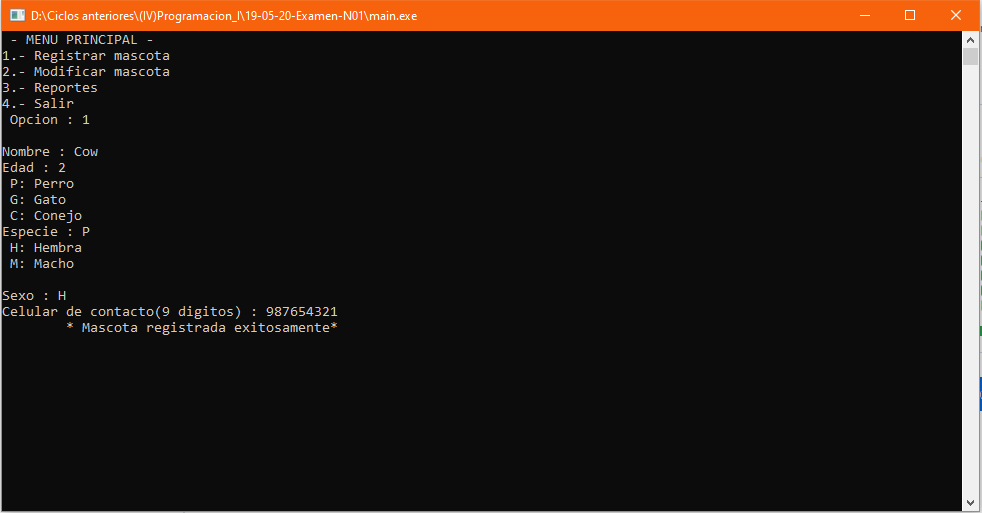 D:\Ciclos anteriores\(IV)Programacion_I\19-05-20-Examen-N01\main.exe
- MENU PRINCIPAL -
1.- Registrar mascota
2.- Modificar mascota
3.- Reportes
4.- Salir
Opcion : 1
Nombre : Cow
Edad : 2
P: Perro
G: Gato
C: Conejo
Especie : P
H: Hembra
M: Macho
Sexo : H
Celular de contacto(9 digitos) : 987654321
* Mascota registrada exitosamente*